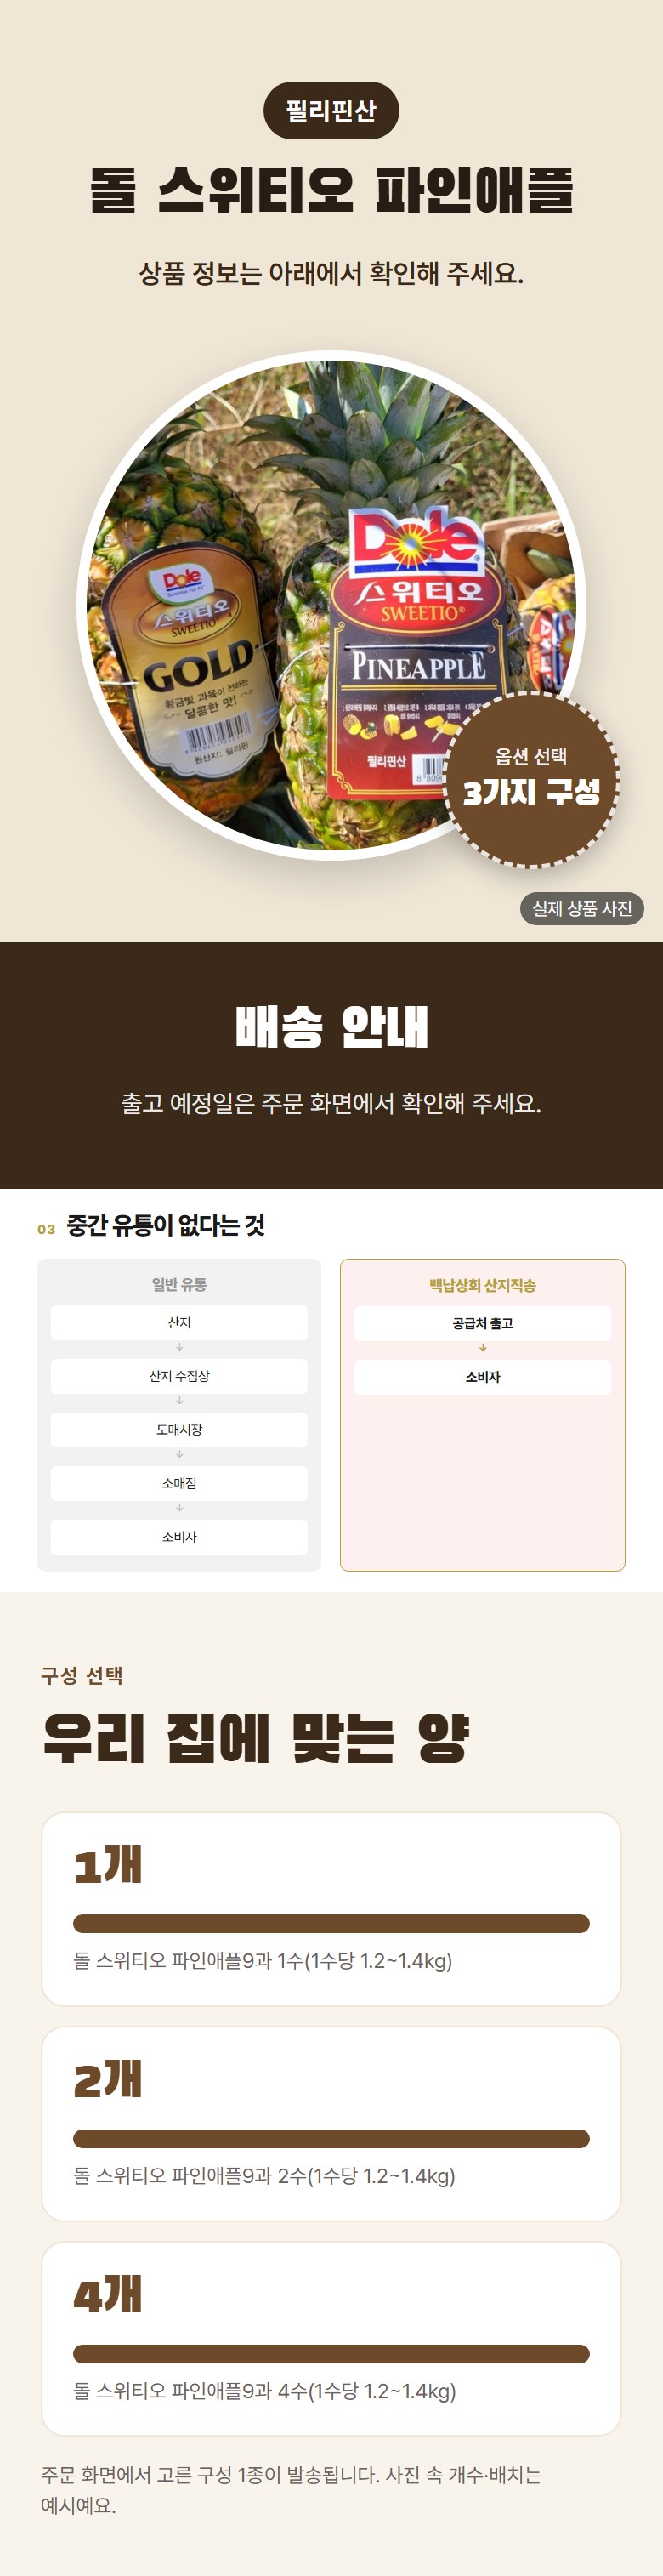 필리핀산
돌 스위티오 파인애플
상품 정보는 아래에서 확인해 주세요.
Dole
스위티오
SWEETIO
GOLD
황금빛 과육이 전하는
달콤한 맛!
원산지: 필리핀
Dole
스위티오
SWEETIO®
PINEAPPLE
필리핀산
옵션 선택
3가지 구성
실제 상품 사진
배송 안내
출고 예정일은 주문 화면에서 확인해 주세요.
03 중간 유통이 없다는 것
일반 유통
산지
↓
산지 수집상
↓
도매시장
↓
소매점
↓
소비자
백납상회 산지직송
공급처 출고
↓
소비자
구성 선택
우리 집에 맞는 양
1개
돌 스위티오 파인애플9과 1수(1수당 1.2~1.4kg)
2개
돌 스위티오 파인애플9과 2수(1수당 1.2~1.4kg)
4개
돌 스위티오 파인애플9과 4수(1수당 1.2~1.4kg)
주문 화면에서 고른 구성 1종이 발송됩니다. 사진 속 개수·배치는
예시예요.